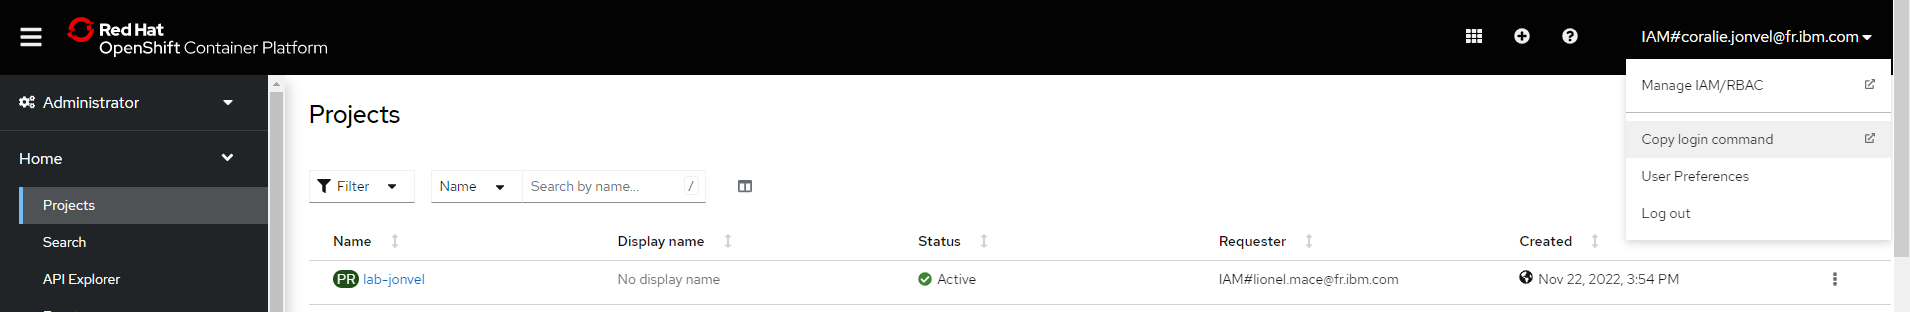 Red Hat
OpenShift Container Platform
IAM#coralie.jonvel@fr.ibm.com
Manage IAM/RBAC
Copy login command
User Preferences
Log out
Administrator
Home
Projects
Search
API Explorer
Projects
Filter
Name
Search by name...
/
Name Display name Status Requester Created
PR lab-jonvel No display name Active IAM#lionel.mace@fr.ibm.com Nov 22, 2022, 3:54 PM